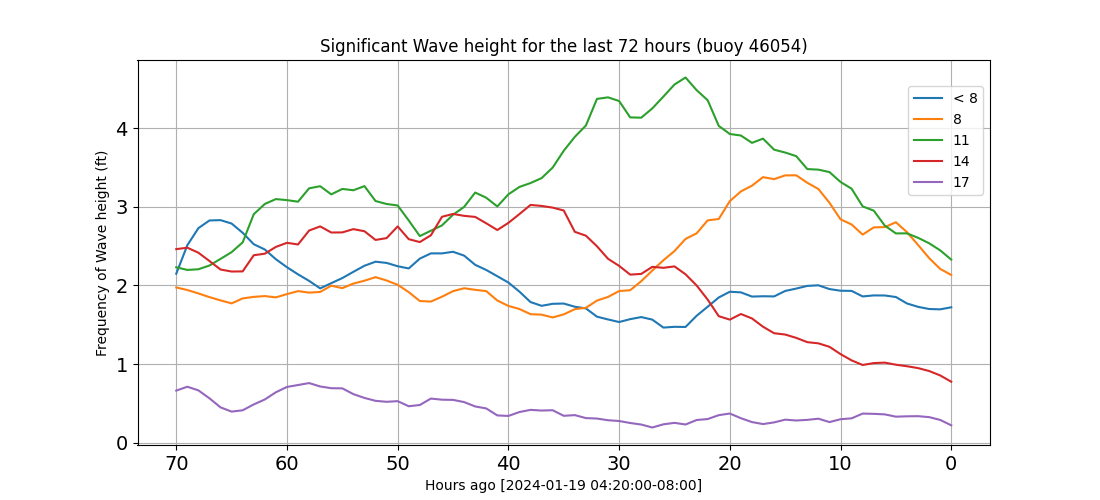 Significant Wave height for the last 72 hours (buoy 46054)
< 8
8
11
14
17
Frequency of Wave height (ft)
4
3
2
1
0
70 60 50 40 30 20 10 0
Hours ago [2024-01-19 04:20:00-08:00]